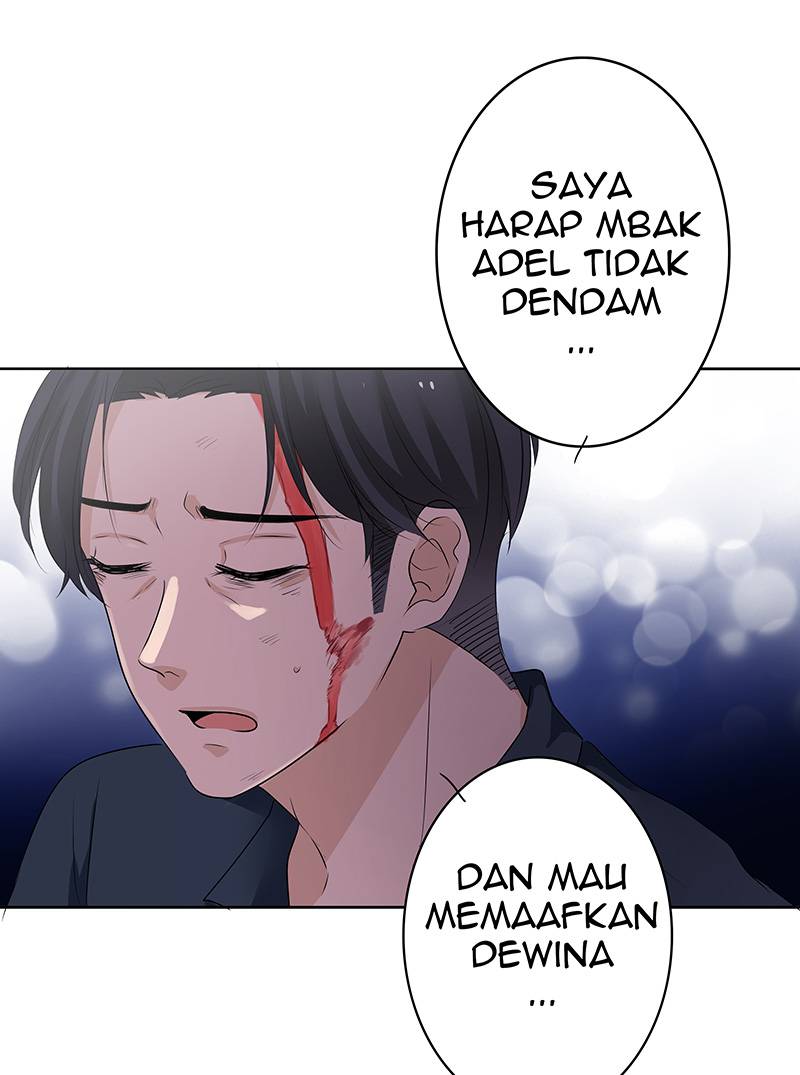 SAYA
HARAP MBAK
ADEL TIDAK
DENDAM
...
DAN MAU
MEMAAFKAN
DEWINA
...